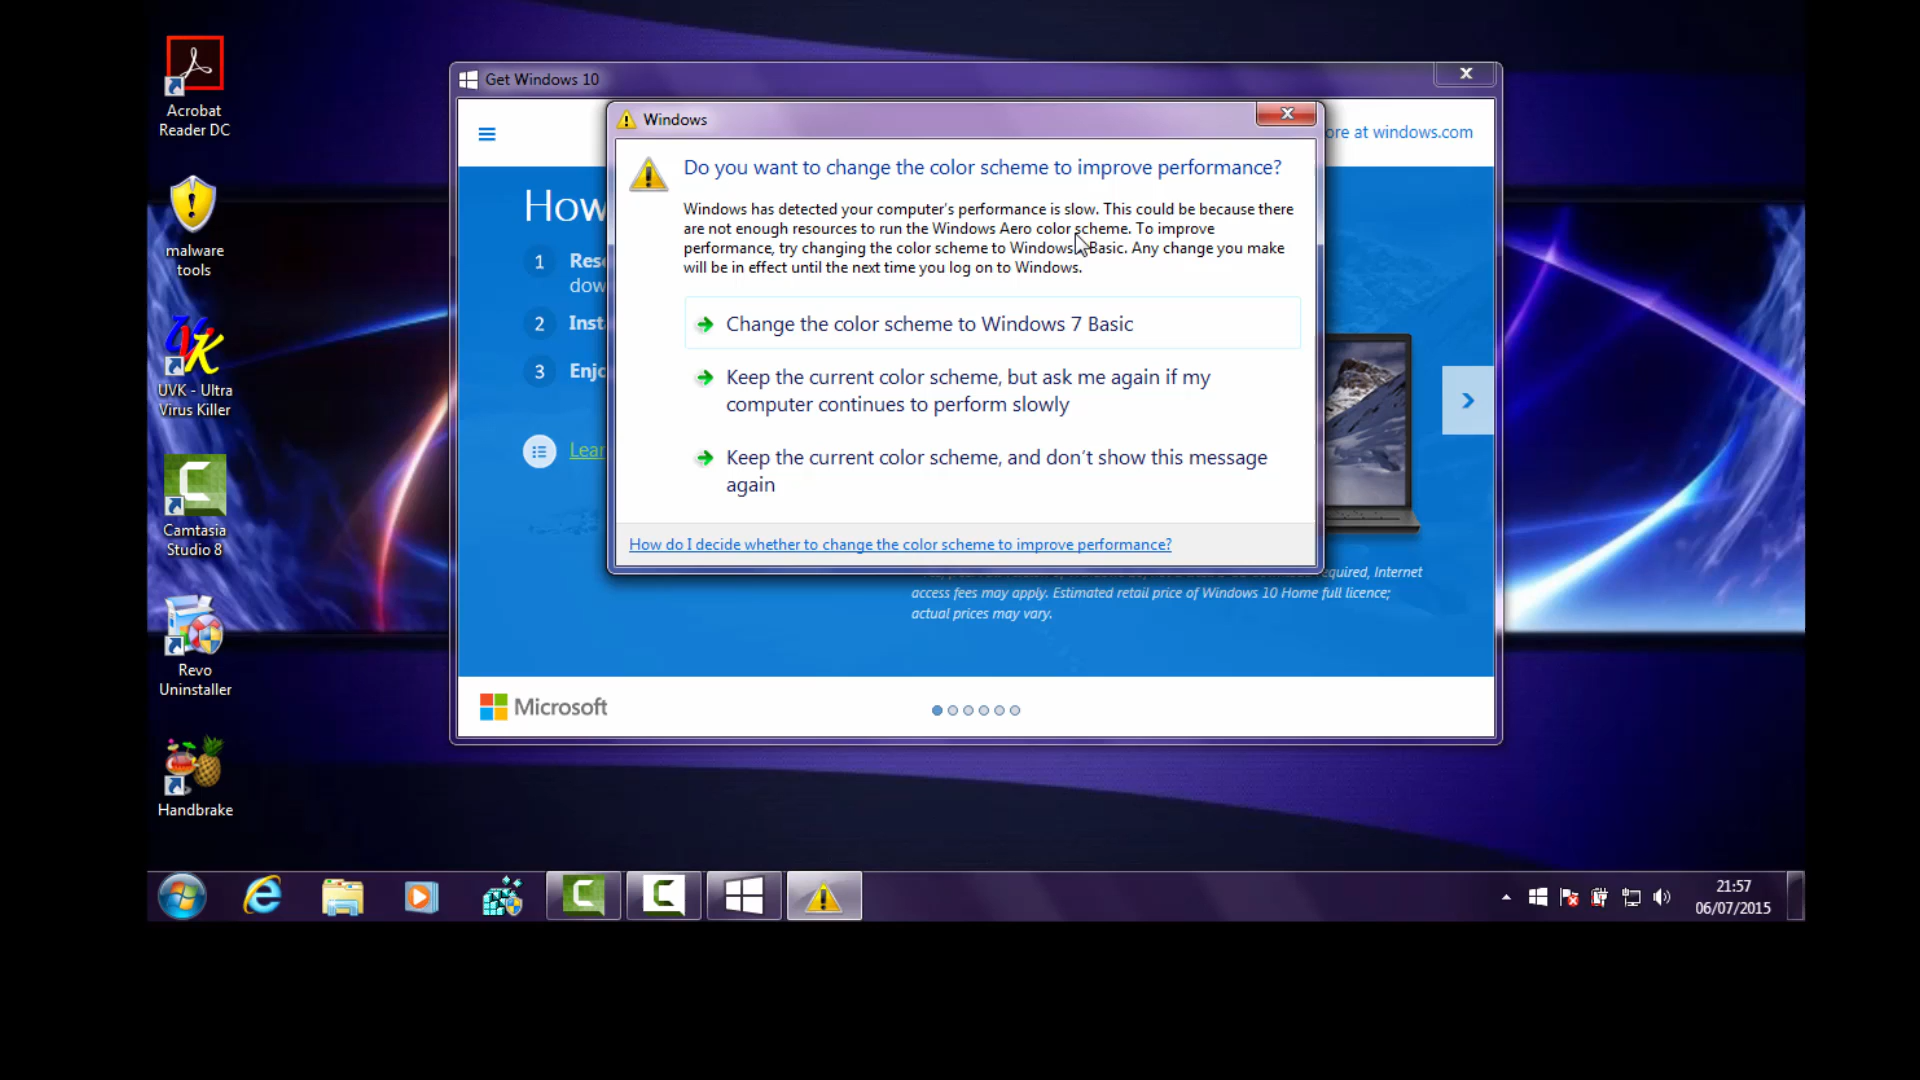 Acrobat
Reader DC
malware
tools
UVK - Ultra
Virus Killer
Camtasia
Studio 8
Revo
Uninstaller
Handbrake
Get Windows 10
ore at windows.com
How
1 Rese
dow
2 Inst
3 Enjo
Lear
Windows
Do you want to change the color scheme to improve performance?
Windows has detected your computer's performance is slow. This could be because there
are not enough resources to run the Windows Aero color scheme. To improve
performance, try changing the color scheme to Windows 7 Basic. Any change you make
will be in effect until the next time you log on to Windows.
Change the color scheme to Windows 7 Basic
Keep the current color scheme, but ask me again if my
computer continues to perform slowly
Keep the current color scheme, and don't show this message
again
How do I decide whether to change the color scheme to improve performance?
required, Internet
access fees may apply. Estimated retail price of Windows 10 Home full licence;
actual prices may vary.
Microsoft
21:57
06/07/2015